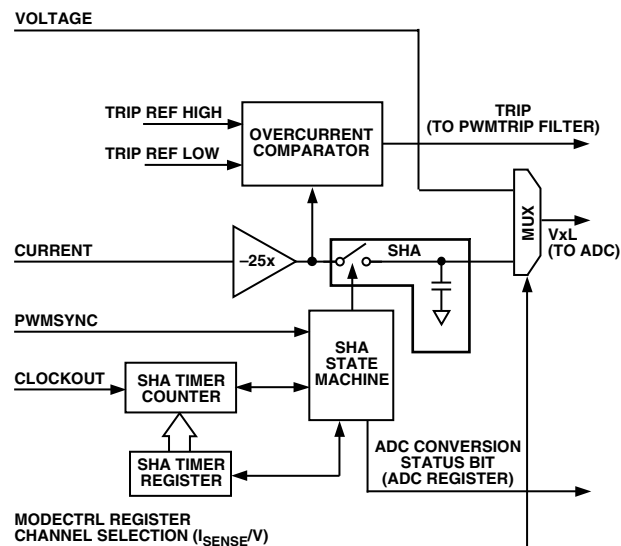 VOLTAGE
TRIP REF HIGH
TRIP REF LOW
OVERCURRENT
COMPARATOR
TRIP
(TO PWMTRIP FILTER)
MUX
VxL
(TO ADC)
CURRENT
–25x
SHA
PWMSYNC
SHA
STATE
MACHINE
CLOCKOUT
SHA TIMER
COUNTER
SHA TIMER
REGISTER
ADC CONVERSION
STATUS BIT
(ADC REGISTER)
MODECTRL REGISTER
CHANNEL SELECTION (ISENSE/V)